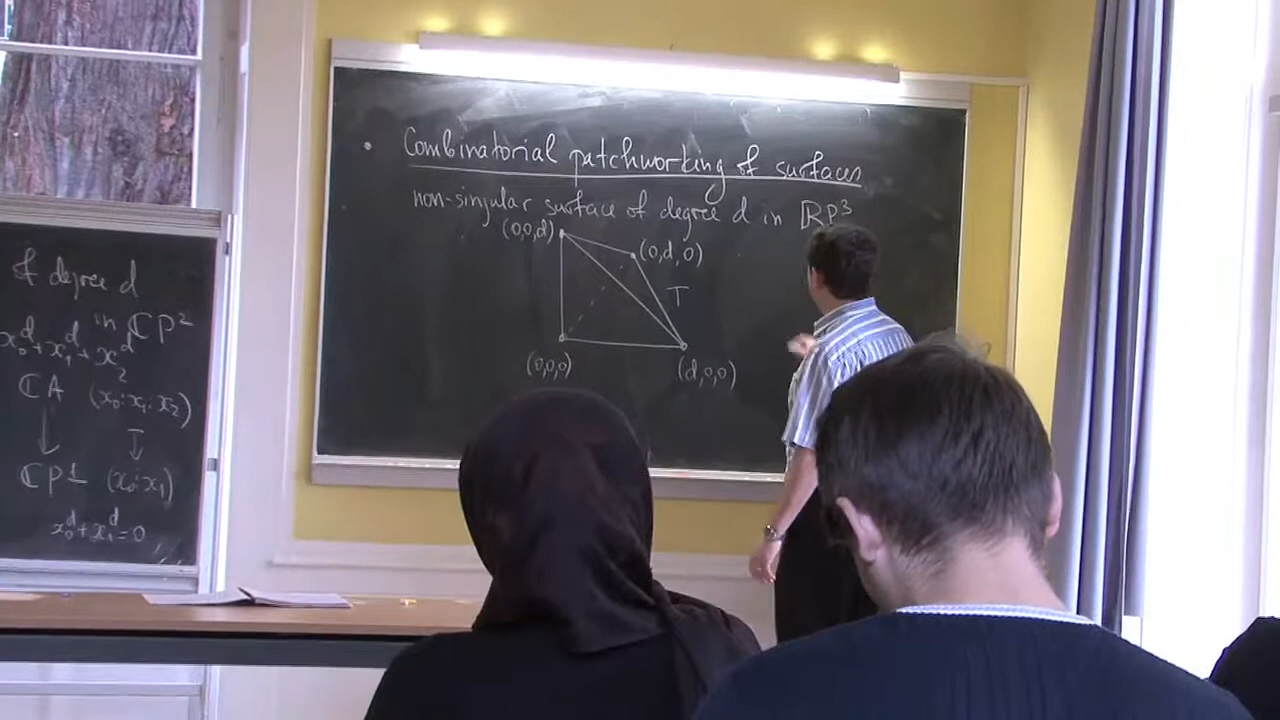 of degree d
in ℂP²
x₀ᵈ+x₁ᵈ+x₂ᵈ
ℂA (x₀:x₁:x₂)
ℂP1 (x₀:x₁)
x₀ᵈ+x₁ᵈ=0
• Combinatorial patchworking of surfaces
non-singular surface of degree d in ℝP³
(0,0,d)
(0,d,0)
T
(0,0,0)
(d,0,0)